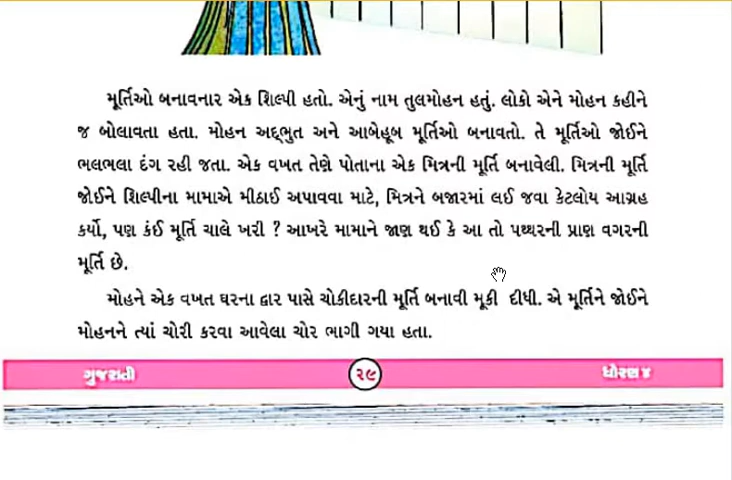 મૂર્તિઓ બનાવનાર એક શિલ્પી હતો. એનું નામ તુલમોહન હતું. લોકો એને મોહન કહીને
જ બોલાવતા હતા. મોહન અદ્ભુત અને આબેહૂબ મૂર્તિઓ બનાવતો. તે મૂર્તિઓ જોઈને
ભલભલા દંગ રહી જતા. એક વખત તેણે પોતાના એક મિત્રની મૂર્તિ બનાવેલી. મિત્રની મૂર્તિ
જોઈને શિલ્પીના મામાએ મીઠાઈ અપાવવા માટે, મિત્રને બજારમાં લઈ જવા કેટલોય આગ્રહ
કર્યો, પણ કંઈ મૂર્તિ ચાલે ખરી ? આખરે મામાને જાણ થઈ કે આ તો પથ્થરની પ્રાણ વગરની
મૂર્તિ છે.
મોહને એક વખત ઘરના દ્વાર પાસે ચોકીદારની મૂર્તિ બનાવી મૂકી દીધી. એ મૂર્તિને જોઈને
મોહનને ત્યાં ચોરી કરવા આવેલા ચોર ભાગી ગયા હતા.
ગુજરાતી ૨૯ ધોરણ ૪